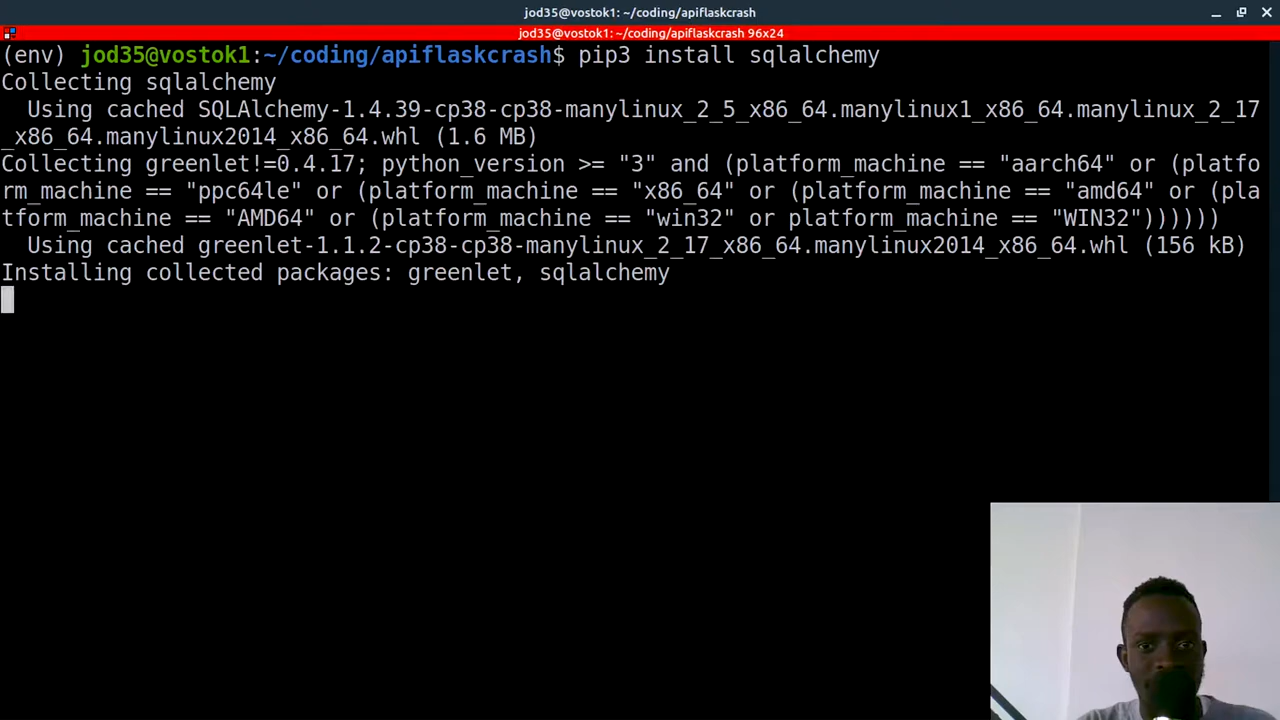 jod35@vostok1: ~/coding/apiflaskcrash
jod35@vostok1: ~/coding/apiflaskcrash 96x24
(env) jod35@vostok1:~/coding/apiflaskcrash$ pip3 install sqlalchemy
Collecting sqlalchemy
  Using cached SQLAlchemy-1.4.39-cp38-cp38-manylinux_2_5_x86_64.manylinux1_x86_64.manylinux_2_17
_x86_64.manylinux2014_x86_64.whl (1.6 MB)
Collecting greenlet!=0.4.17; python_version >= "3" and (platform_machine == "aarch64" or (platfo
rm_machine == "ppc64le" or (platform_machine == "x86_64" or (platform_machine == "amd64" or (pla
tform_machine == "AMD64" or (platform_machine == "win32" or platform_machine == "WIN32"))))))
  Using cached greenlet-1.1.2-cp38-cp38-manylinux_2_17_x86_64.manylinux2014_x86_64.whl (156 kB)
Installing collected packages: greenlet, sqlalchemy